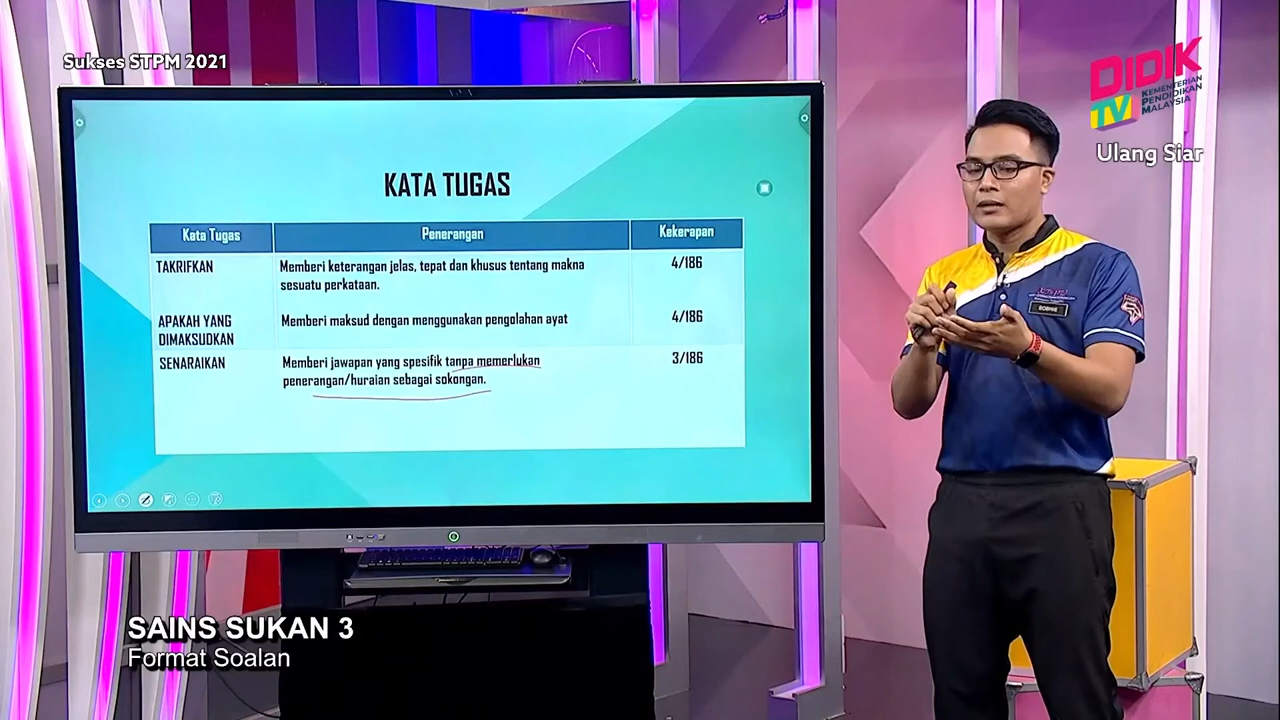 Sukses STPM 2021
DIDIK
TV
KEMENTERIAN
PENDIDIKAN
MALAYSIA
Ulang Siar
KATA TUGAS
Kata Tugas
Penerangan
Kekerapan
TAKRIFKAN
Memberi keterangan jelas, tepat dan khusus tentang makna
sesuatu perkataan.
4/186
APAKAH YANG
DIMAKSUDKAN
Memberi maksud dengan menggunakan pengolahan ayat
4/186
SENARAIKAN
Memberi jawapan yang spesifik tanpa memerlukan
penerangan/huraian sebagai sokongan.
3/186
SAINS SUKAN 3
Format Soalan